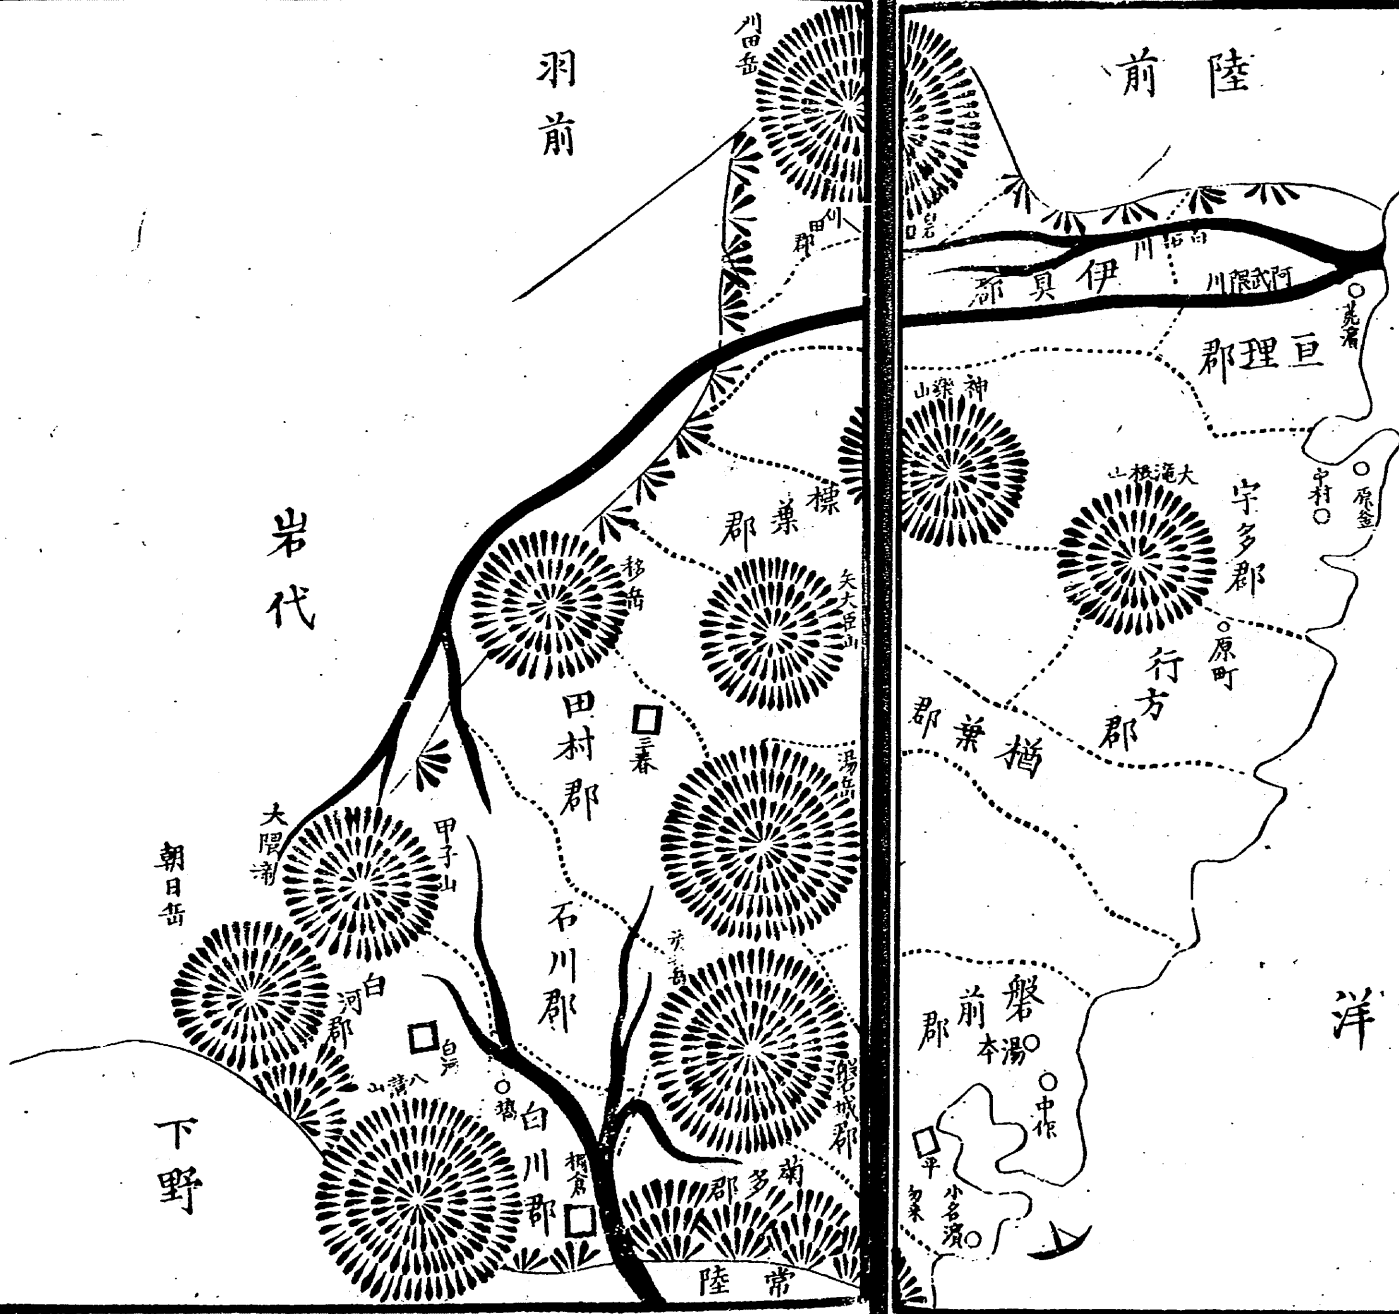 陸前
羽前
刈田岳
刈田郡
白石
白石川
伊具郡
阿武隈川
荒濱
亘理郡
神樂山
大滝根山
宇多郡
中村
原釜
標葉郡
移岳
矢大臣山
原町
行方郡
岩代
田村郡
三春
楢葉郡
湯岳
大隈瀧
甲子山
朝日岳
石川郡
白河郡
白河
八溝山
磐前郡
湯本
中作
洋
磐城郡
平
白川郡
棚倉
菊多郡
勿来
小名濱
下野
常陸